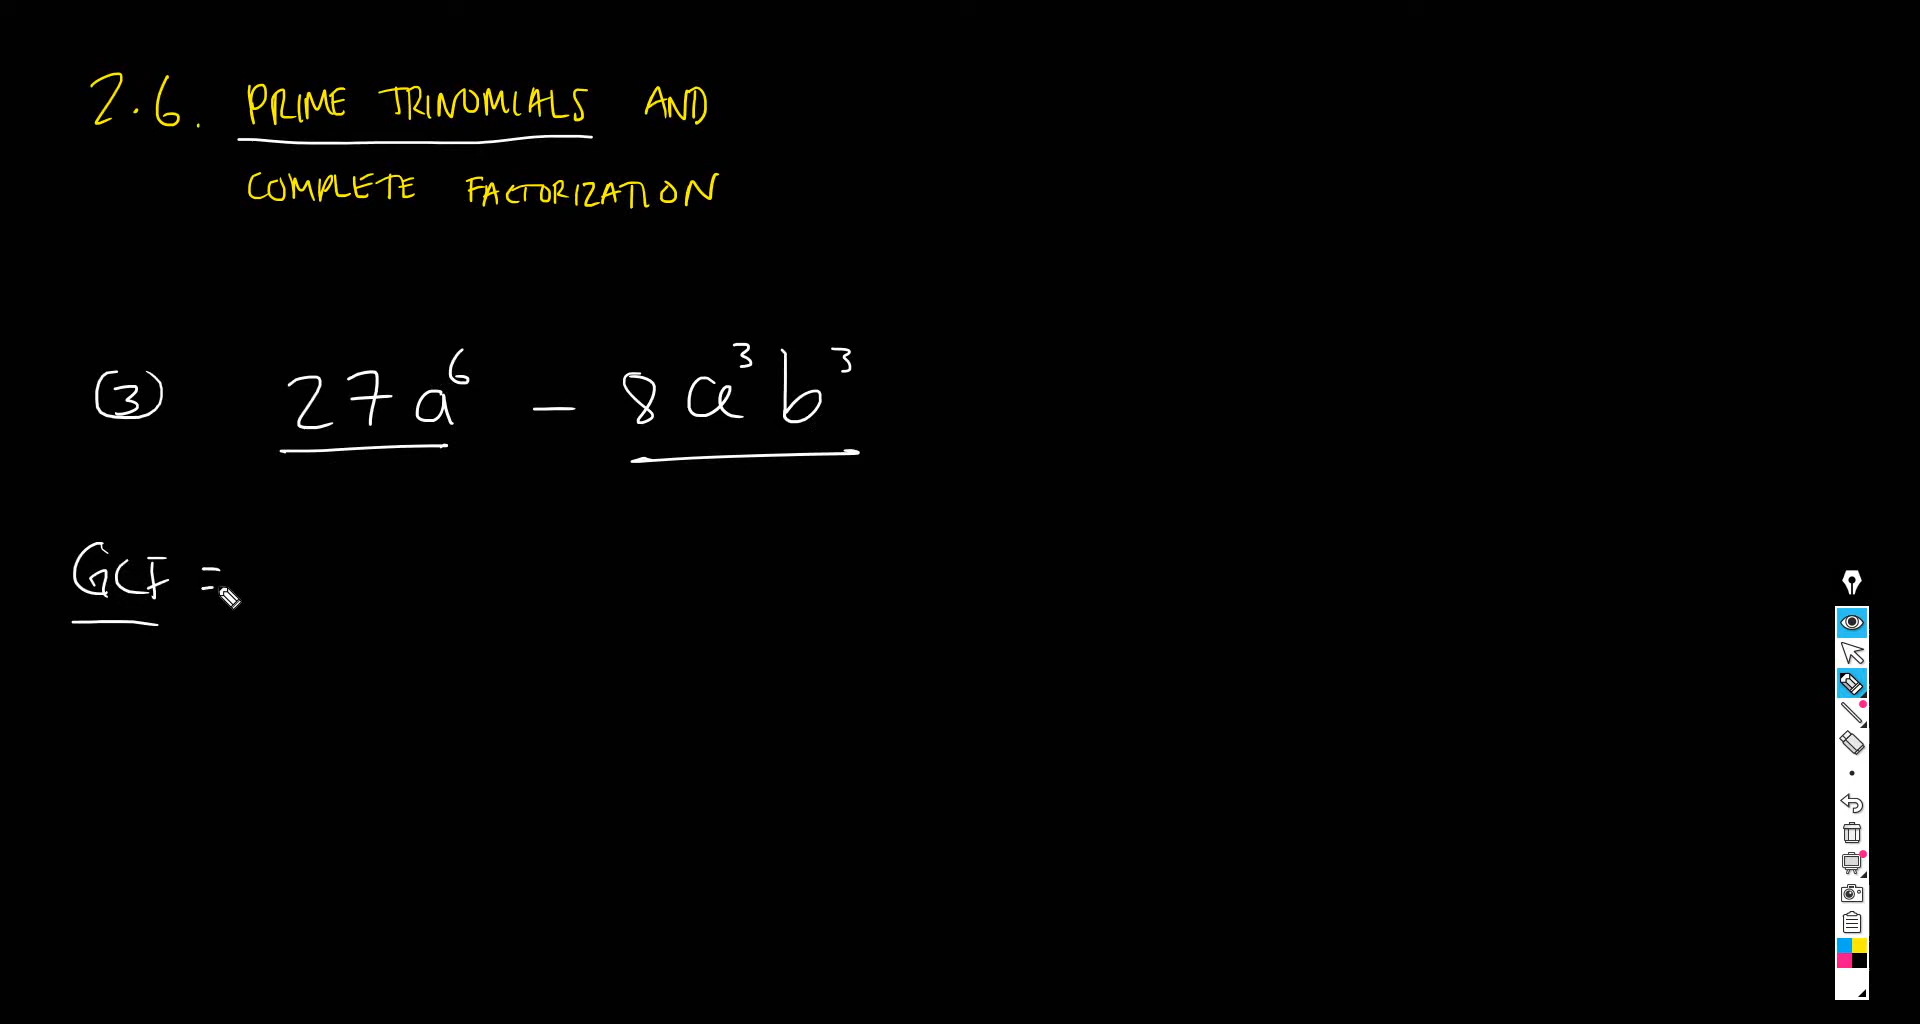 2.6. PRIME TRINOMIALS AND
COMPLETE FACTORIZATION
(3) 27a⁶ - 8a³b³
GCF =